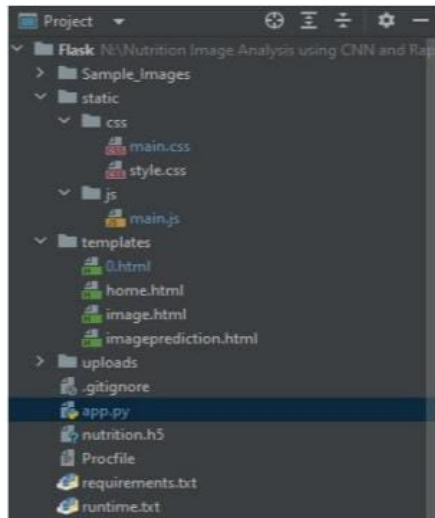 Project
Flask N:\Nutrition Image Analysis using CNN and Rap
Sample_Images
static
css
main.css
style.css
js
main.js
templates
0.html
home.html
image.html
imageprediction.html
uploads
.gitignore
app.py
nutrition.h5
Procfile
requirements.txt
runtime.txt